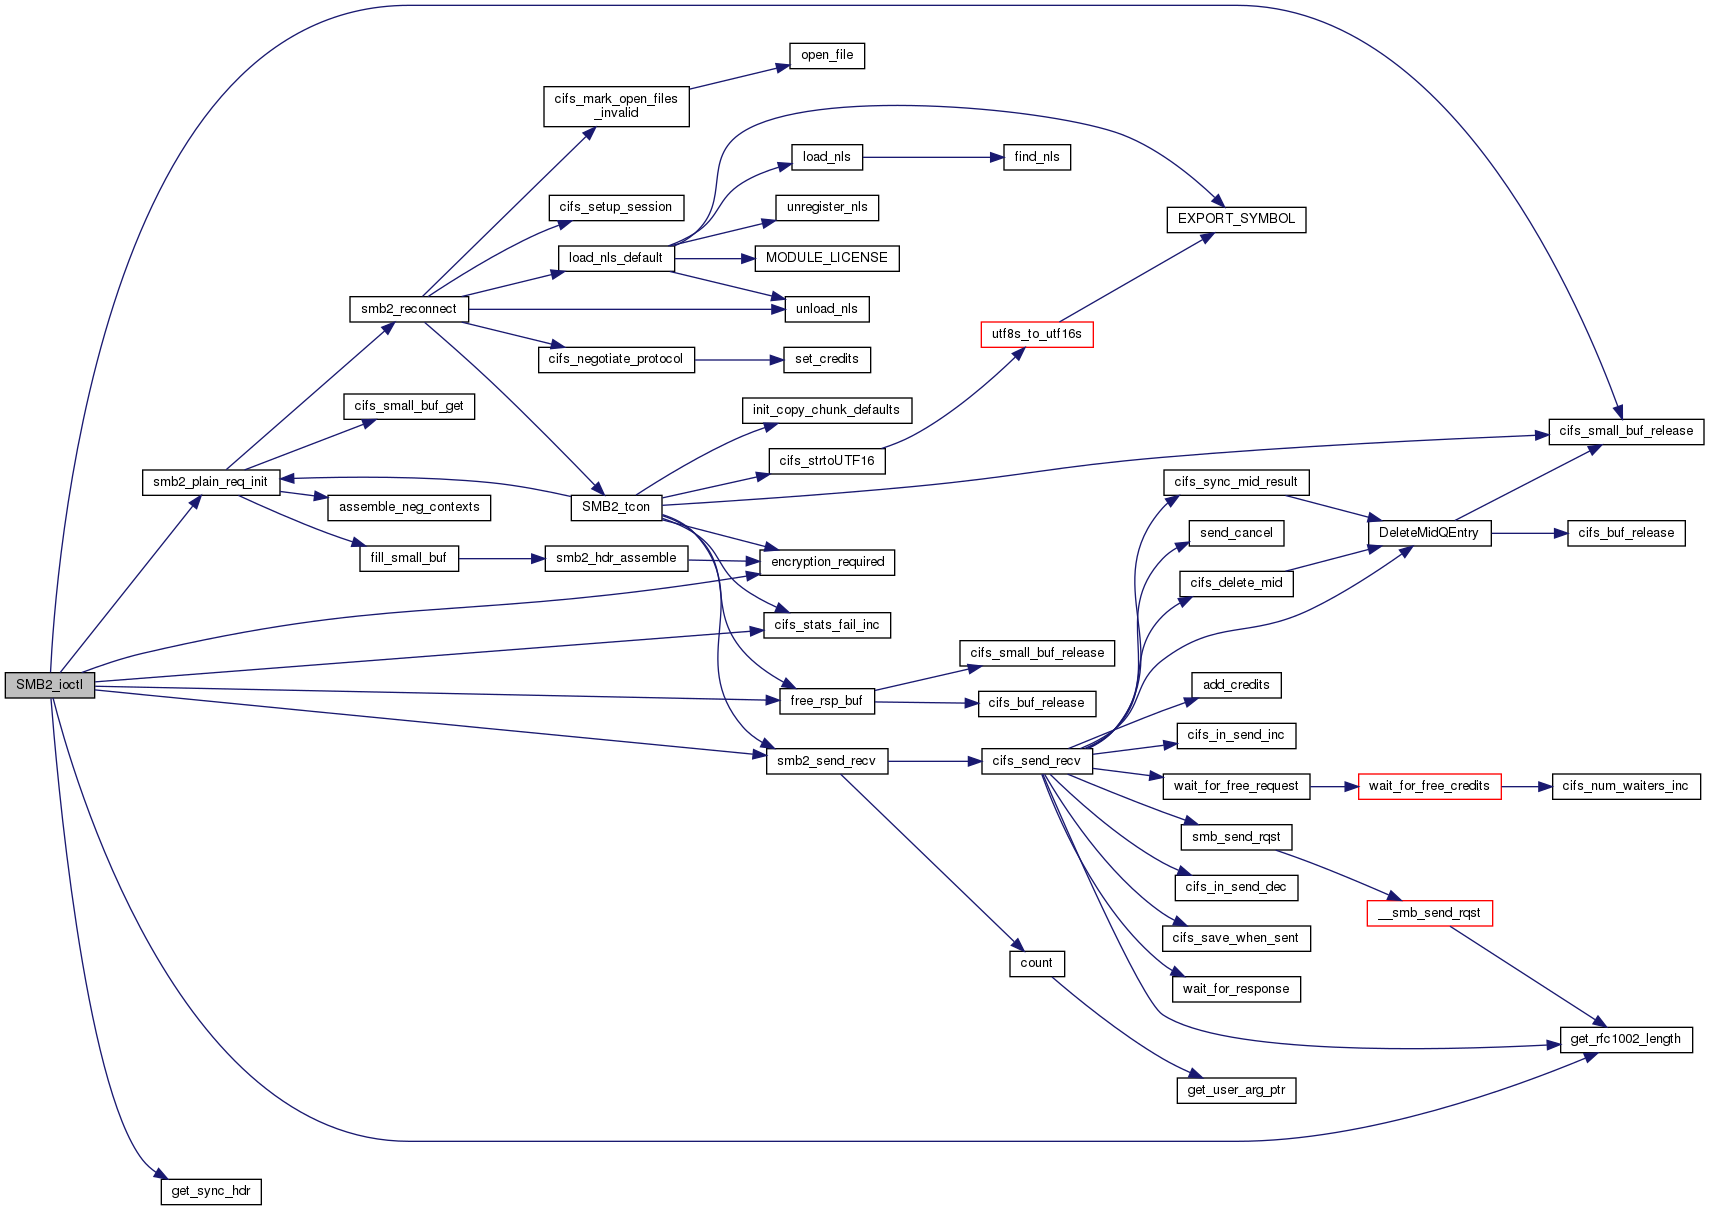 open_file
cifs_mark_open_files
_invalid
load_nls
find_nls
cifs_setup_session
unregister_nls
EXPORT_SYMBOL
load_nls_default
MODULE_LICENSE
smb2_reconnect
unload_nls
utf8s_to_utf16s
cifs_negotiate_protocol
set_credits
cifs_small_buf_get
init_copy_chunk_defaults
cifs_small_buf_release
cifs_strtoUTF16
smb2_plain_req_init
cifs_sync_mid_result
assemble_neg_contexts
SMB2_tcon
send_cancel
DeleteMidQEntry
cifs_buf_release
fill_small_buf
smb2_hdr_assemble
encryption_required
cifs_delete_mid
cifs_stats_fail_inc
cifs_small_buf_release
SMB2_ioctl
add_credits
free_rsp_buf
cifs_buf_release
cifs_in_send_inc
smb2_send_recv
cifs_send_recv
wait_for_free_request
wait_for_free_credits
cifs_num_waiters_inc
smb_send_rqst
cifs_in_send_dec
__smb_send_rqst
cifs_save_when_sent
count
wait_for_response
get_rfc1002_length
get_user_arg_ptr
get_sync_hdr